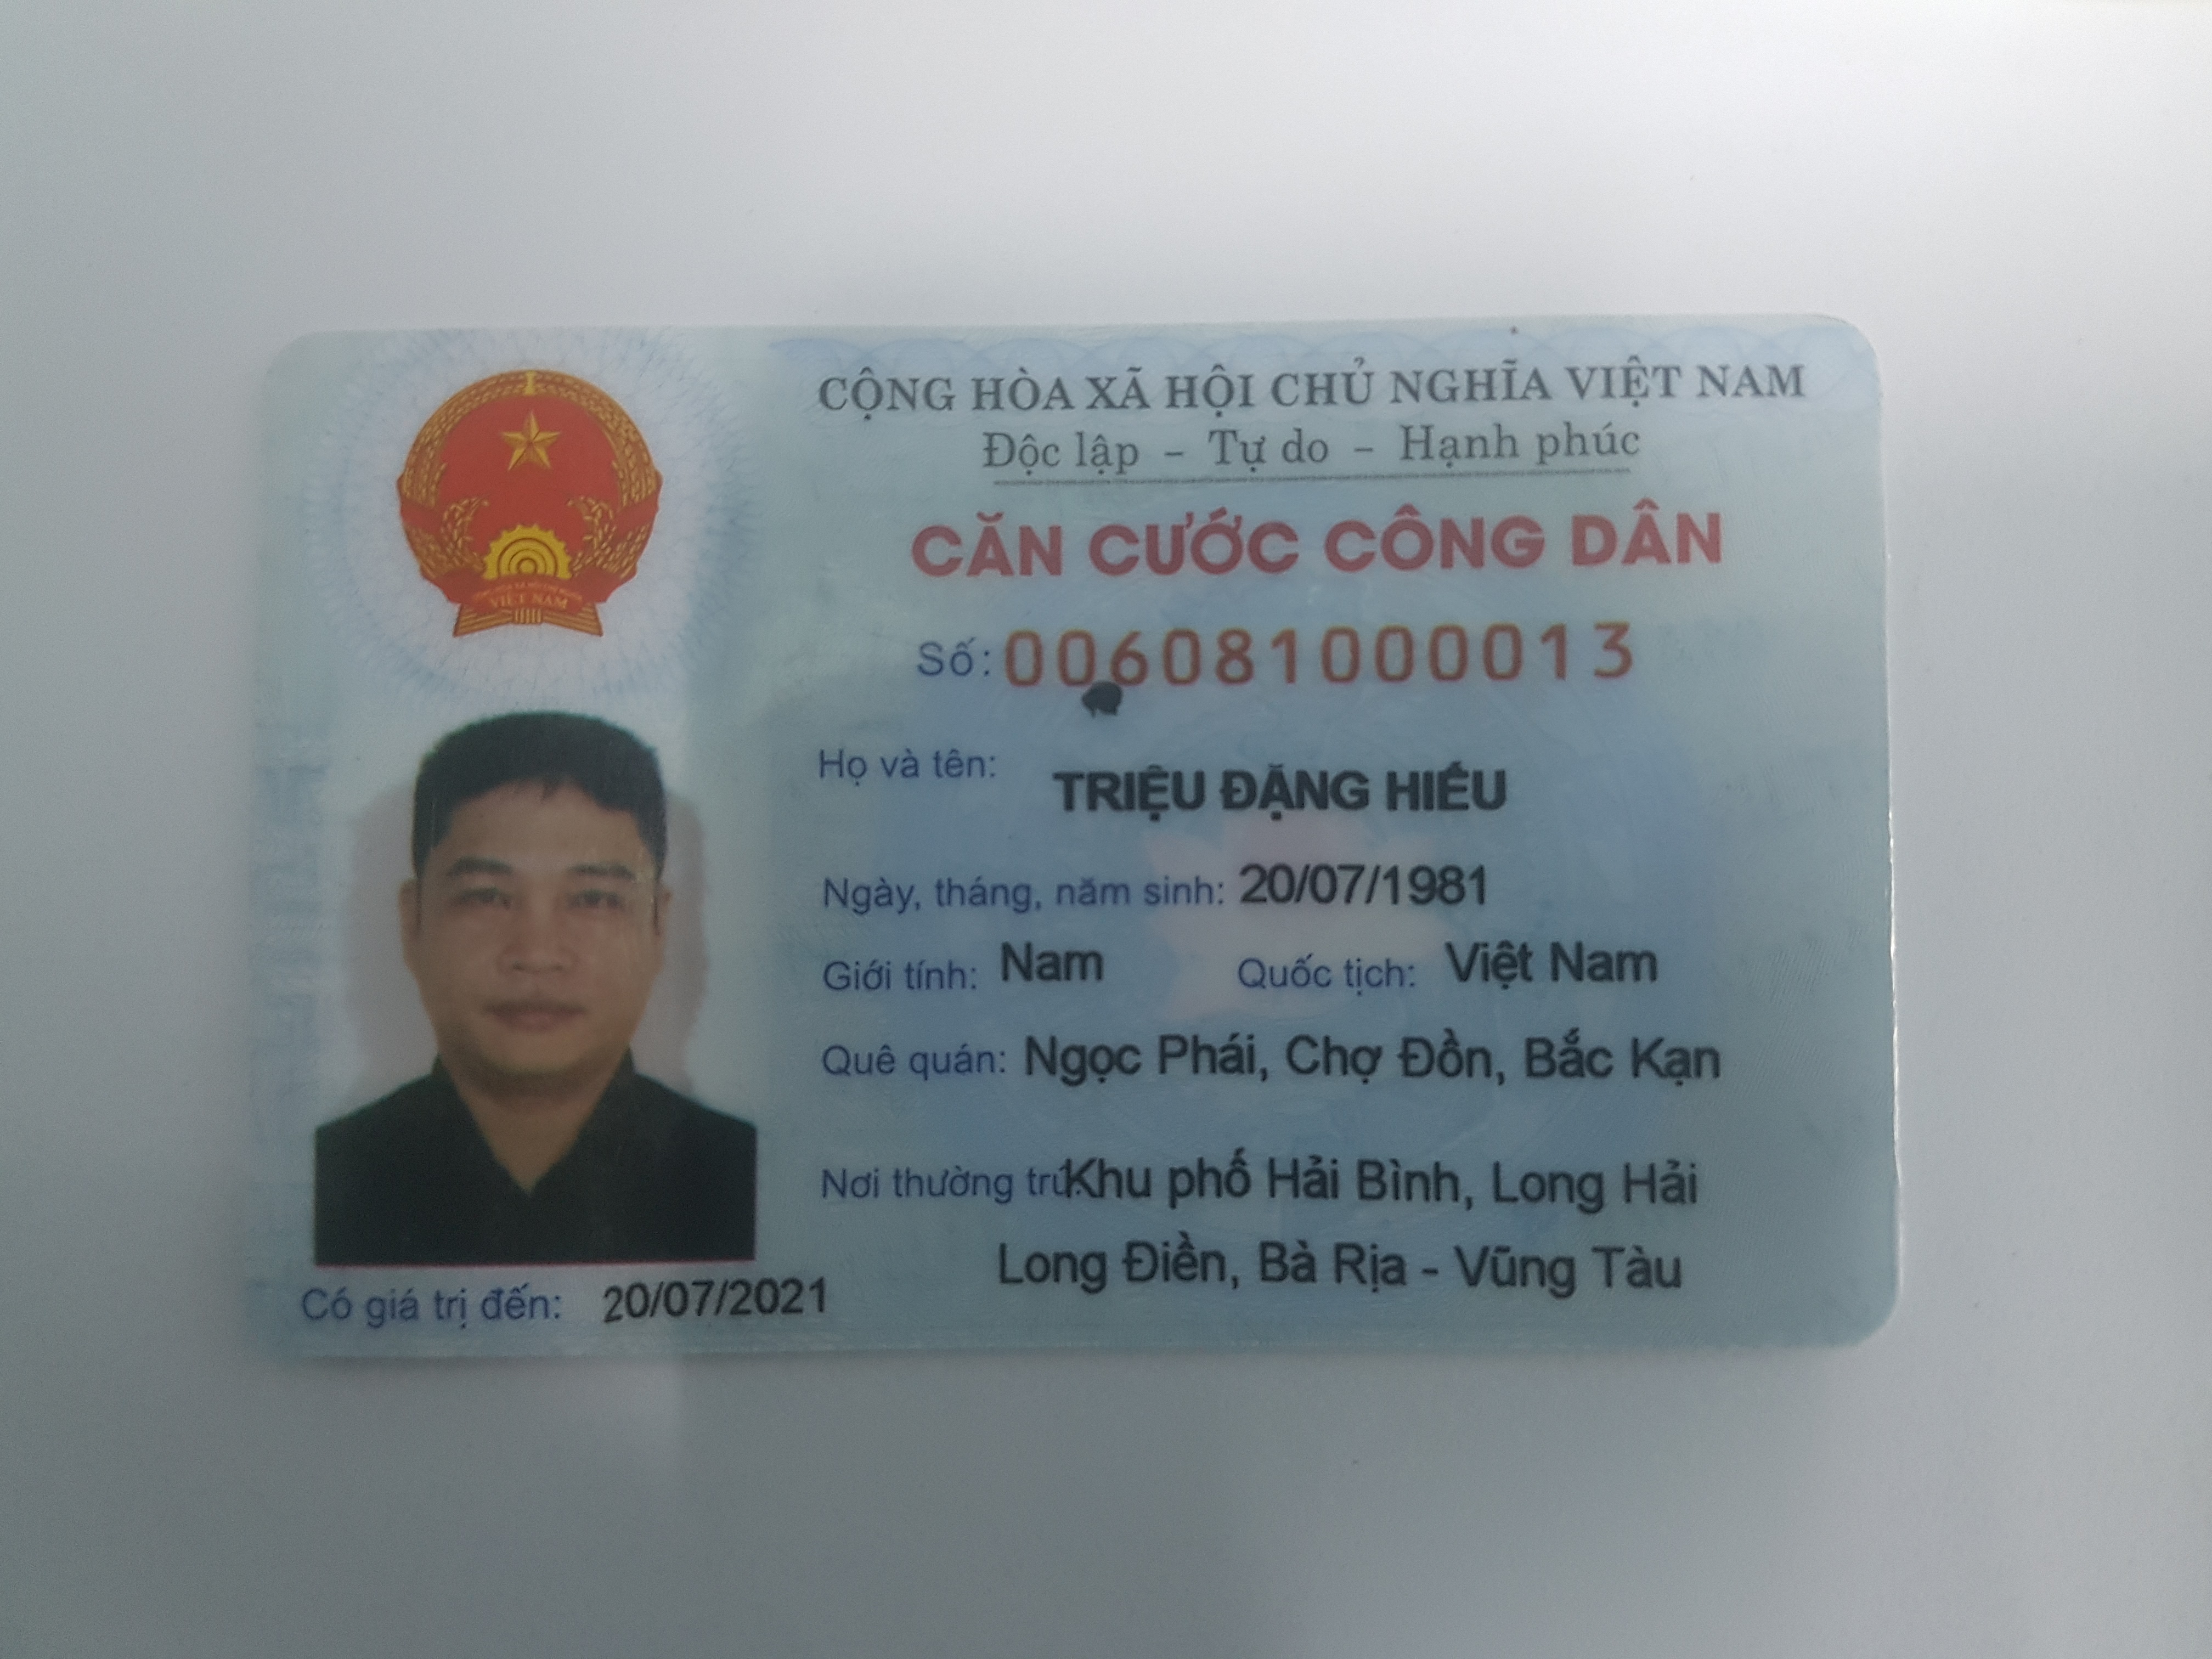 CỘNG HÒA XÃ HỘI CHỦ NGHĨA VIỆT NAM
Độc lập - Tự do - Hạnh phúc
CĂN CƯỚC CÔNG DÂN
Số: 006081000013
Họ và tên: TRIỆU ĐẶNG HIẾU
Ngày, tháng, năm sinh: 20/07/1981
Giới tính: Nam Quốc tịch: Việt Nam
Quê quán: Ngọc Phái, Chợ Đồn, Bắc Kạn
Nơi thường trú: Khu phố Hải Bình, Long Hải
Long Điền, Bà Rịa - Vũng Tàu
Có giá trị đến: 20/07/2021
VIỆT NAM